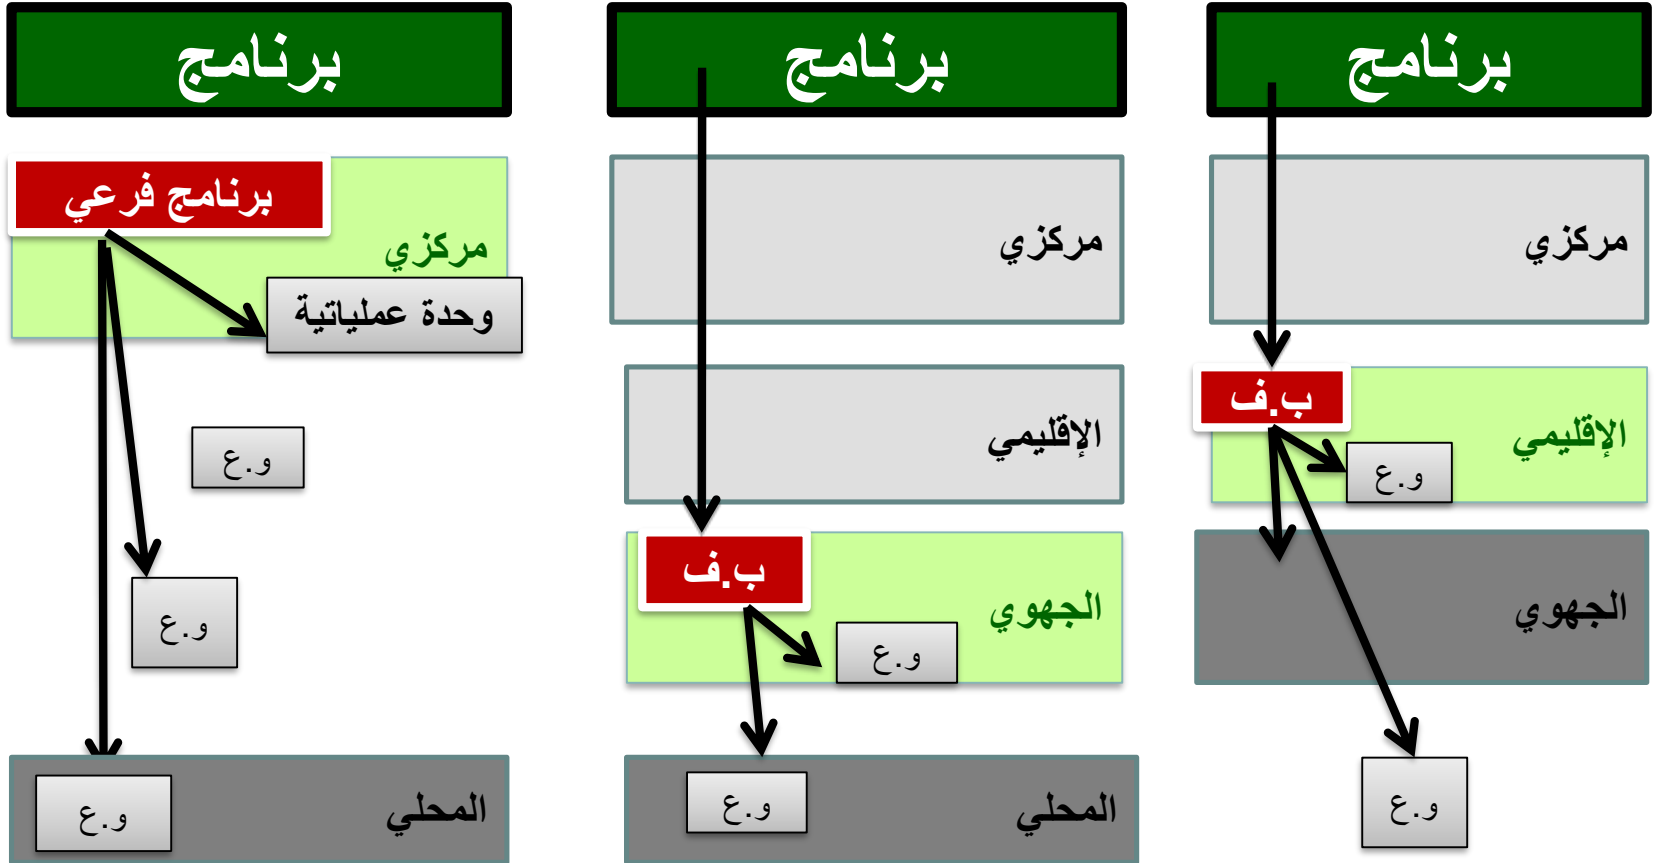 برنامج
مركزي
ب.ف
الإقليمي
و.ع
الجهوي
و.ع
برنامج
مركزي
الإقليمي
ب.ف
الجهوي
و.ع
و.ع
المحلي
برنامج
برنامج فرعي
مركزي
وحدة عملياتية
و.ع
و.ع
و.ع
المحلي